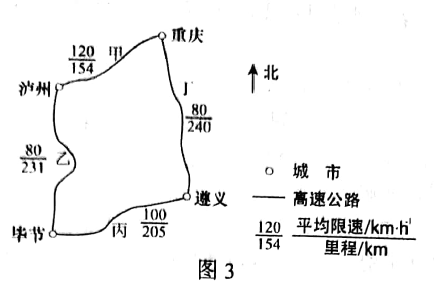 重庆
甲
120
154
泸州
北
丁
80
240
80
231
乙
城市
遵义
高速公路
100
205
丙
毕节
120 平均限速/km·h¹
154 里程/km
图 3